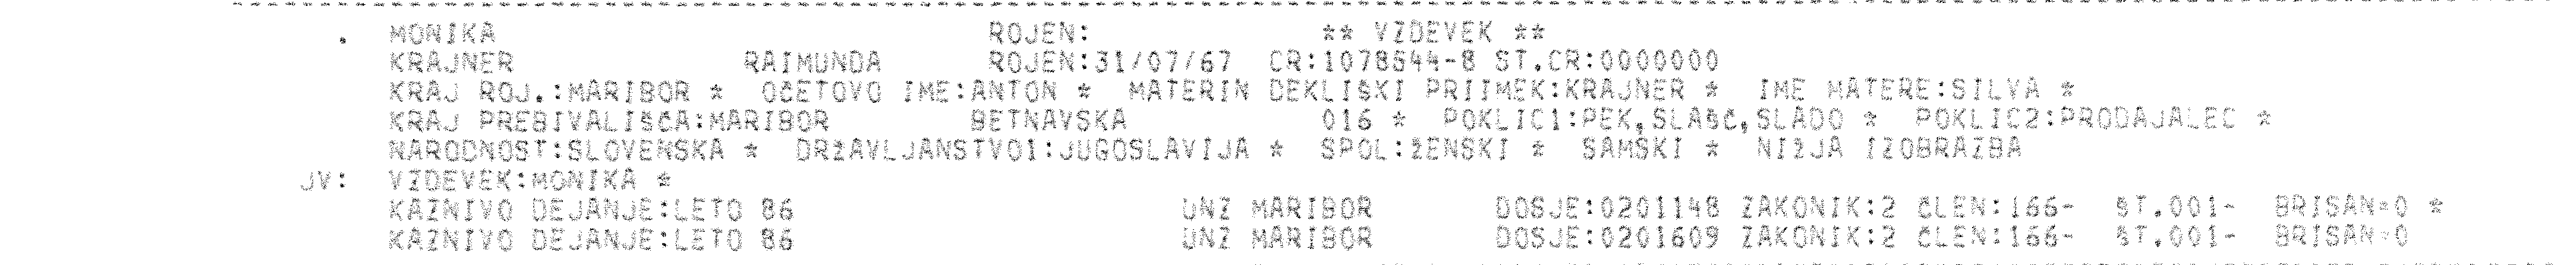 . MONIKA ROJEN: ** VZDEVEK **
KRAJNER RAIMUNDA ROJEN:31/07/67 CR:1078544-8 ST.CR:0000000
KRAJ ROJ.:MARIBOR * OČETOVO IME:ANTON * MATERIN DEKLIŠKI PRIIMEK:KRAJNER * IME MATERE:SILVA *
KRAJ PREBIVALIŠČA:MARIBOR BETNAVSKA 016 * POKLIC1:PEK,SLAŠČ,SLADO * POKLIC2:PRODAJALEC *
NARODNOST:SLOVENSKA * DRŽAVLJANSTVO1:JUGOSLAVIJA * SPOL:ŽENSKI * SAMSKI * NIŽJA IZOBRAZBA
JV: VZDEVEK:MONIKA *
KAZNIVO DEJANJE:LETO 86 UNZ MARIBOR DOSJE:0201148 ZAKONIK:2 ČLEN:166- ŠT.001- BRISAN=0 *
KAZNIVO DEJANJE:LETO 86 UNZ MARIBOR DOSJE:0201609 ZAKONIK:2 ČLEN:166- ŠT.001- BRISAN=0